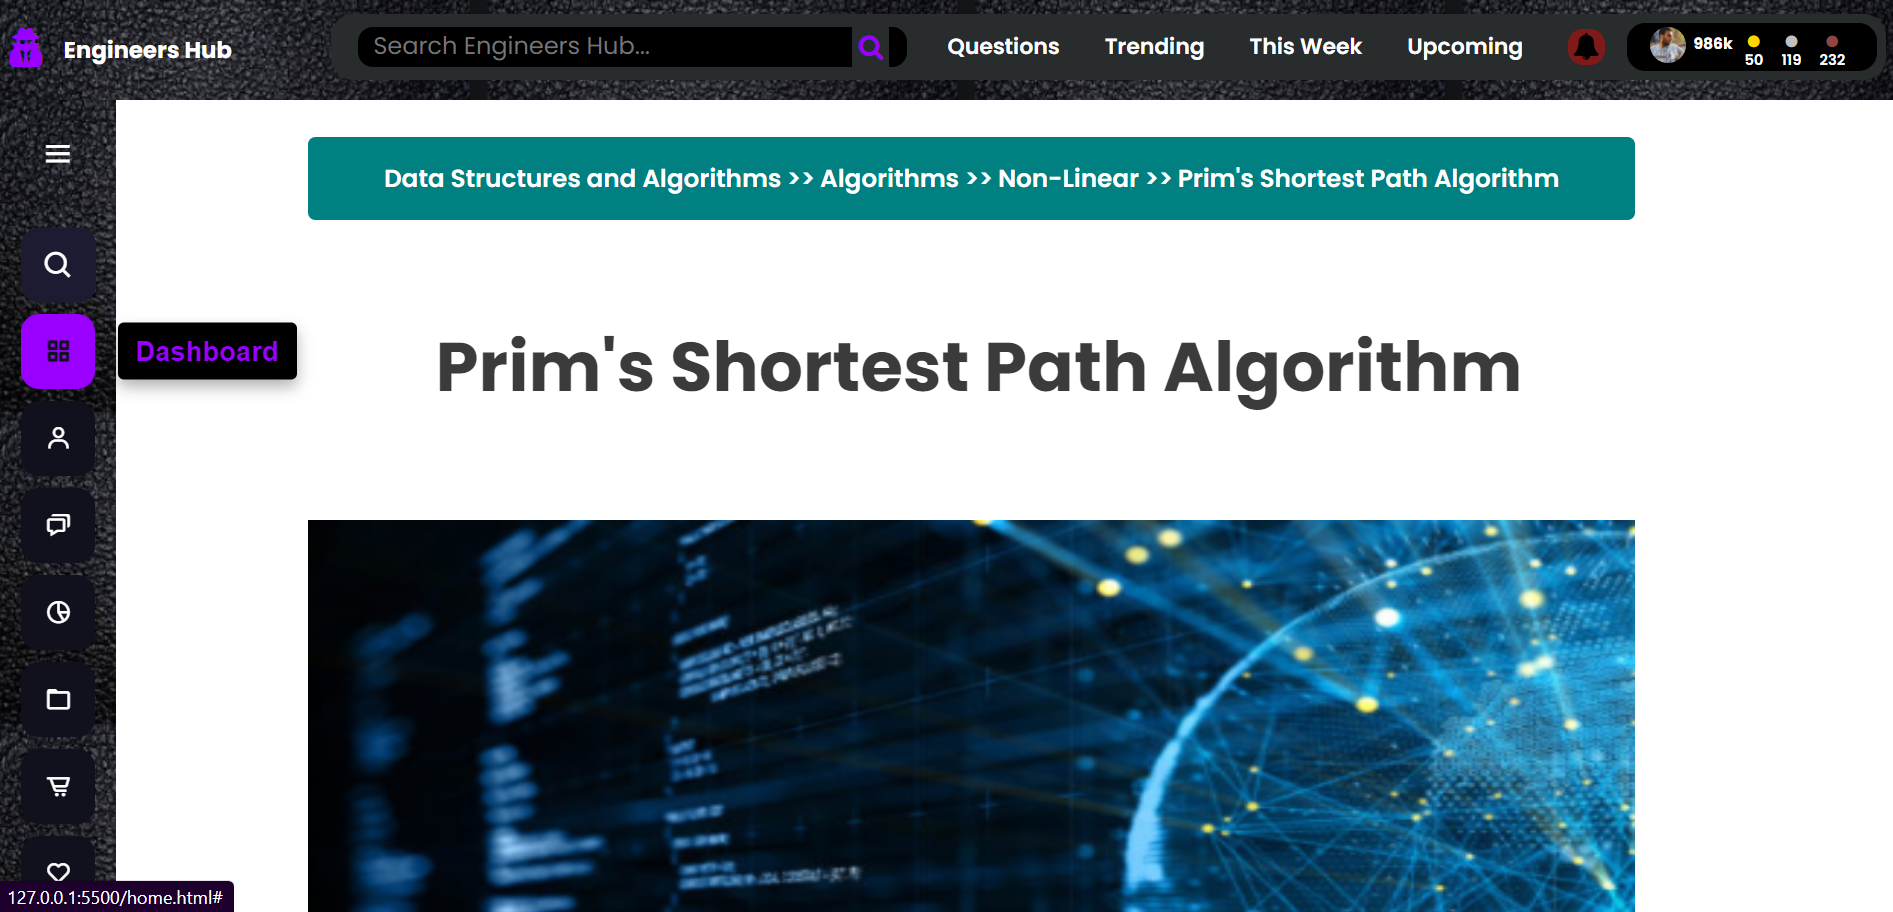 Engineers Hub
Search Engineers Hub...
Questions
Trending
This Week
Upcoming
986k
50
119
232
Data Structures and Algorithms >> Algorithms >> Non-Linear >> Prim's Shortest Path Algorithm
Dashboard
Prim's Shortest Path Algorithm
127.0.0.1:5500/home.html#